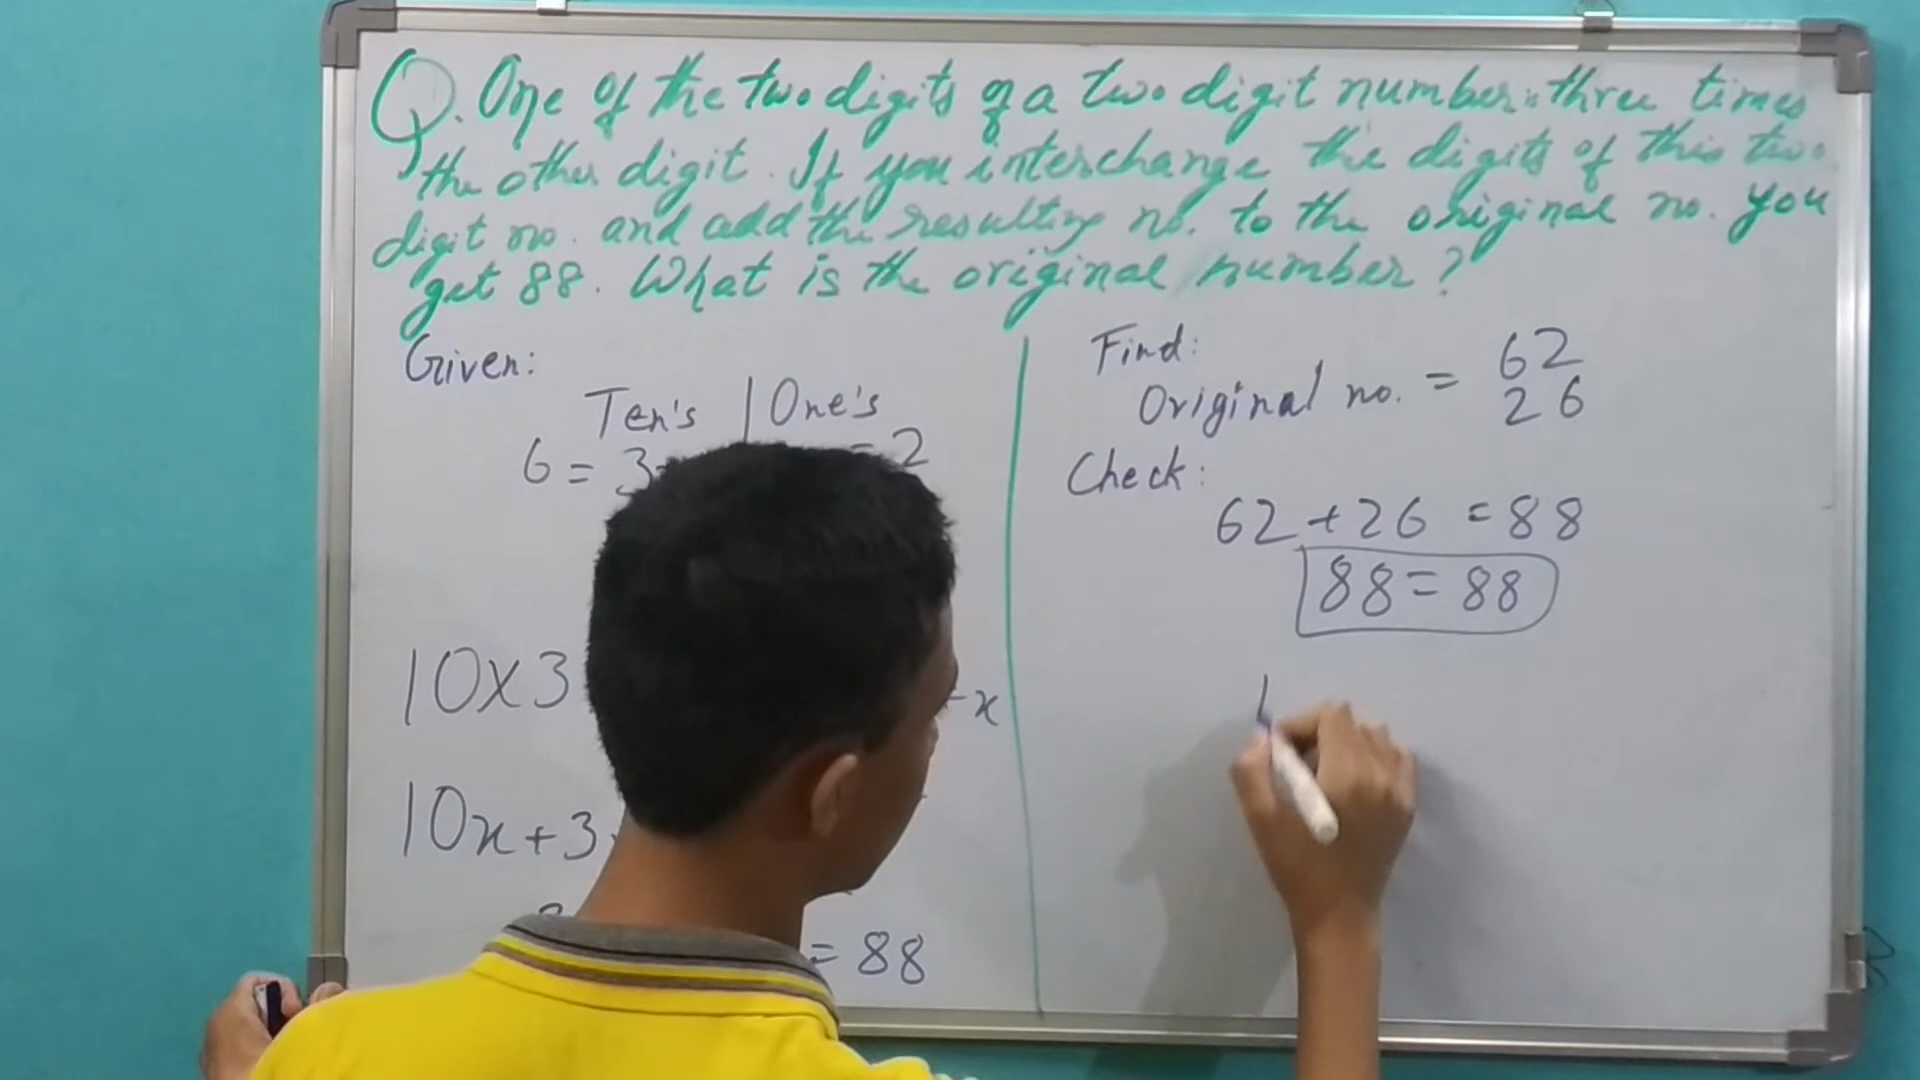 Q. One of the two digits of a two digit number is three times
the other digit. If you interchange the digits of this two
digit no. and add the resulting no. to the original no. you
get 88. What is the original number?
Given:
Ten's | One's
6 = 3 = 2
10x3 x
10x+3
= 88
Find:
Original no. = 62
26
Check:
62+26 = 88
88 = 88